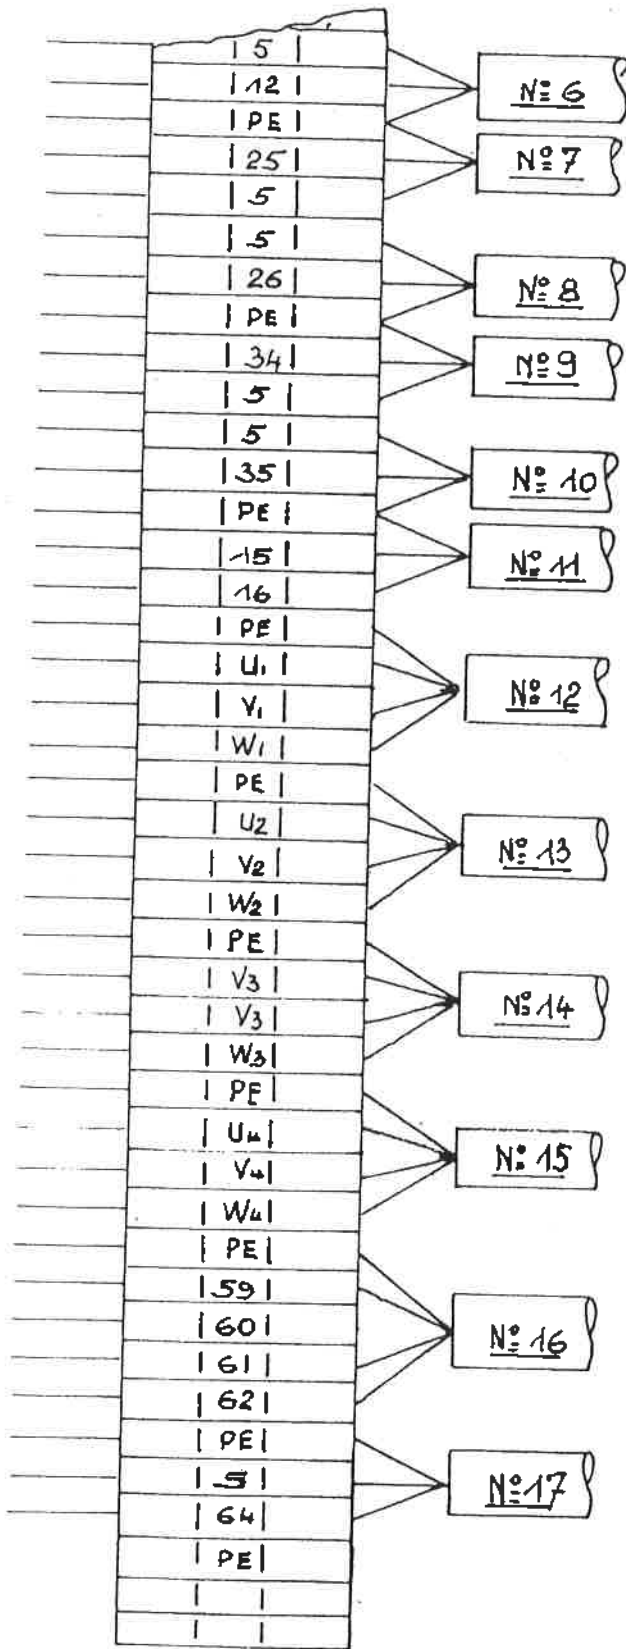 5
12 N° 6
PE
25 N° 7
5
5
26 N° 8
PE
34 N° 9
5
5
35 N° 10
PE
15 N° 11
16
PE
U1
V1 N° 12
W1
PE
U2
V2 N° 13
W2
PE
V3
V3 N° 14
W3
PE
U4
V4 N° 15
W4
PE
59
60 N° 16
61
62
PE
5 N° 17
64
PE